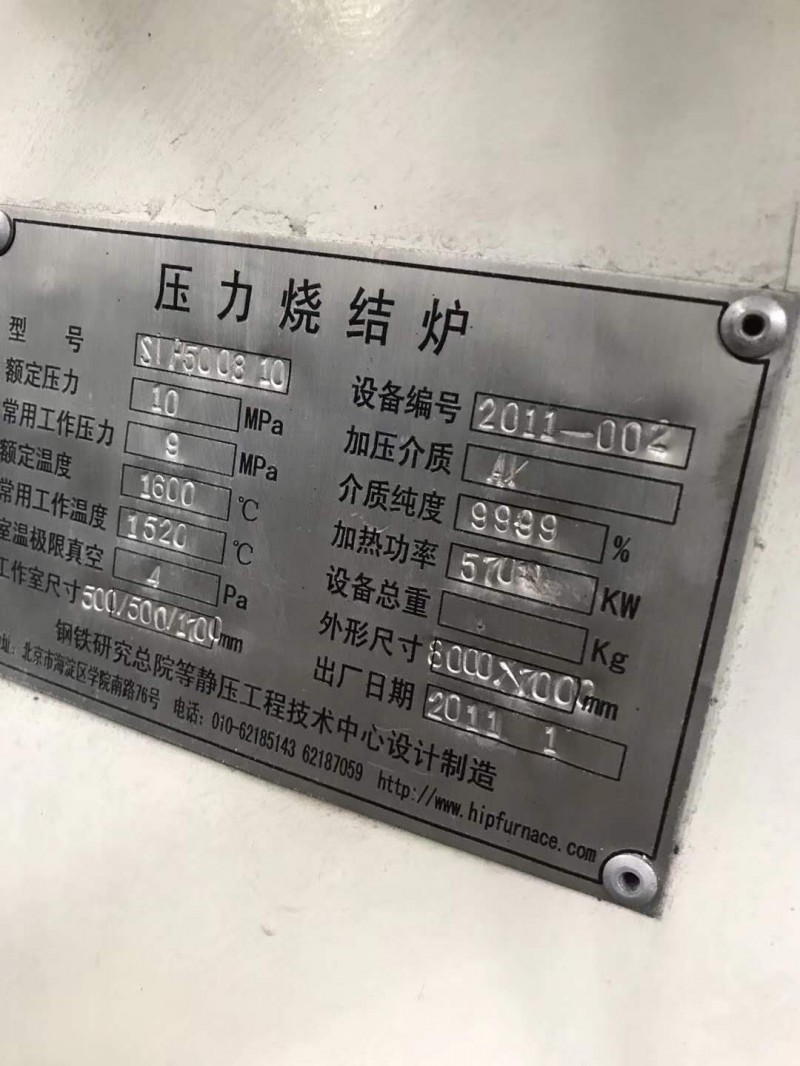 压力烧结炉
型号
额定压力 10 MPa
常用工作压力 9 MPa
额定温度 1600 ℃
常用工作温度 1520 ℃
室温极限真空 4 Pa
工作室尺寸 500/500/1700 mm
设备编号 2011-002
加压介质
介质纯度 9999 %
加热功率 KW
设备总重 Kg
外形尺寸 mm
出厂日期 2011 1
钢铁研究总院等静压工程技术中心设计制造
北京市海淀区学院南路76号 电话：010-62185143 62187059 http://www.hipfurnace.com